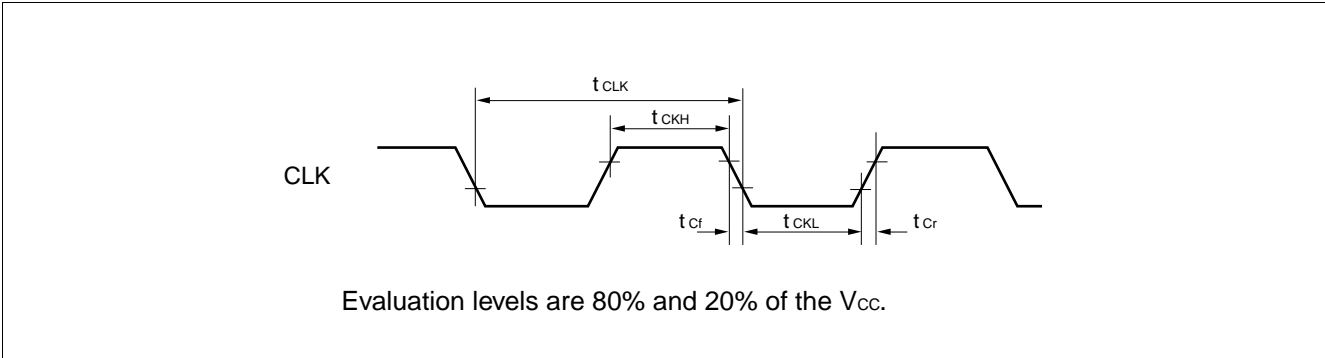 t CLK
t CKH
CLK
t Cf
t CKL
t Cr
Evaluation levels are 80% and 20% of the VCC.